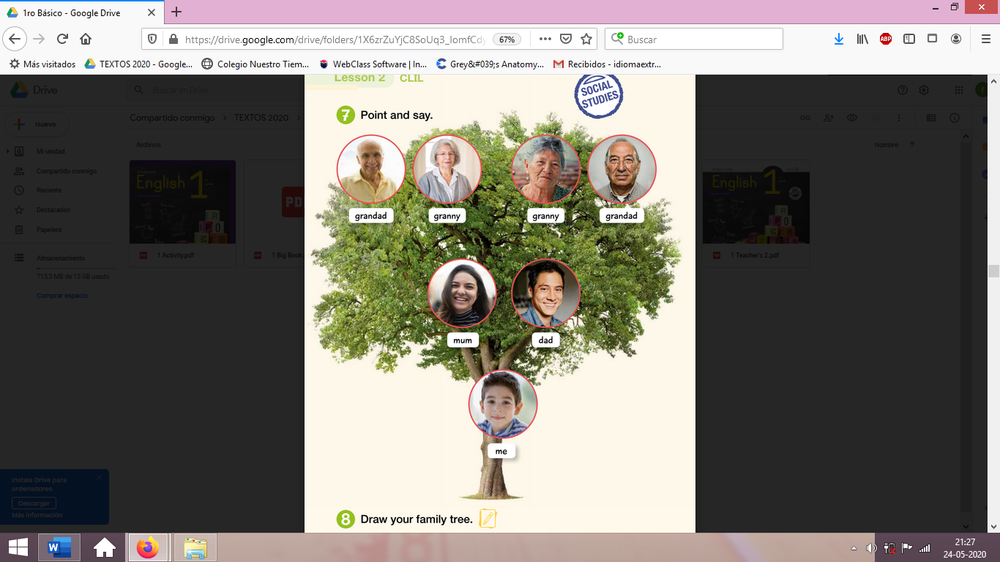 1ro Básico - Google Drive
https://drive.google.com/drive/folders/1X6zrZuYjC8SoUq3_IomfCdy
67%
Buscar
Más visitados
TEXTOS 2020 - Google...
Colegio Nuestro Tiem...
WebClass Software | In...
Grey&#039;s Anatomy...
Recibidos - idiomaextr...
Drive
Buscar en Drive
Lesson 2 CLIL
SOCIAL
STUDIES
Nuevo
Compartido conmigo > TEXTOS 2020 >
7 Point and say.
Mi unidad
Compartido conmigo
Reciente
Destacados
Papelera
Almacenamiento
715,5 MB de 15 GB usado
Comprar espacio
Archivos
Nombre
English 1
PDF
English 1
1 Activity.pdf
1 Big Book.
1 Teacher's 2.pdf
grandad
granny
granny
grandad
mum
dad
me
8 Draw your family tree.
Instala Drive para
ordenadores
Descargar
Más información
21:27
24-05-2020